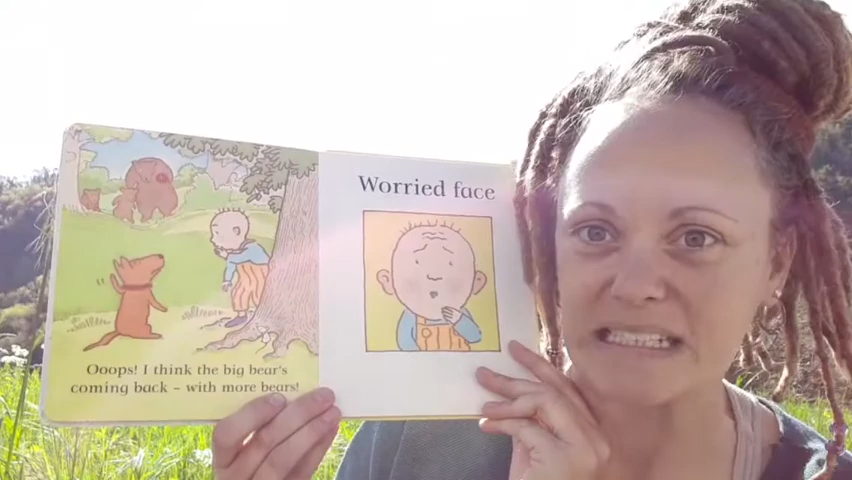 Ooops! I think the big bear's
coming back – with more bears!
Worried face